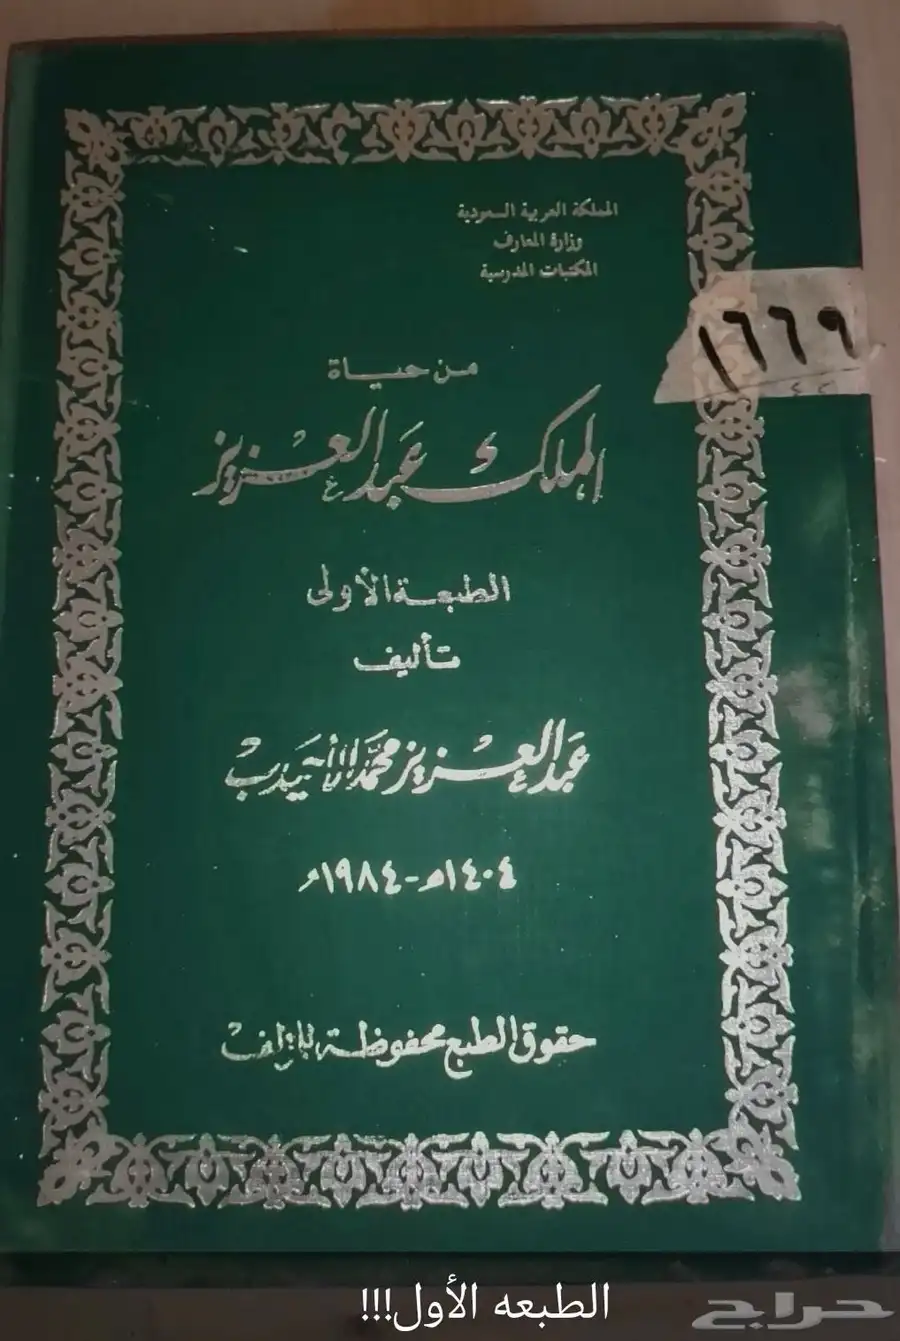 المملكة العربية السعودية
وزارة المعارف
المكتبات المدرسية
١٦٦٩
من حياة
الملك عبد العزيز
الطبعة الأولى
تأليف
عبد العزيز محمد الأحيدب
١٤٠٤هـ - ١٩٨٤م
حقوق الطبع محفوظة للمؤلف
الطبعه الأول!!!
حراج